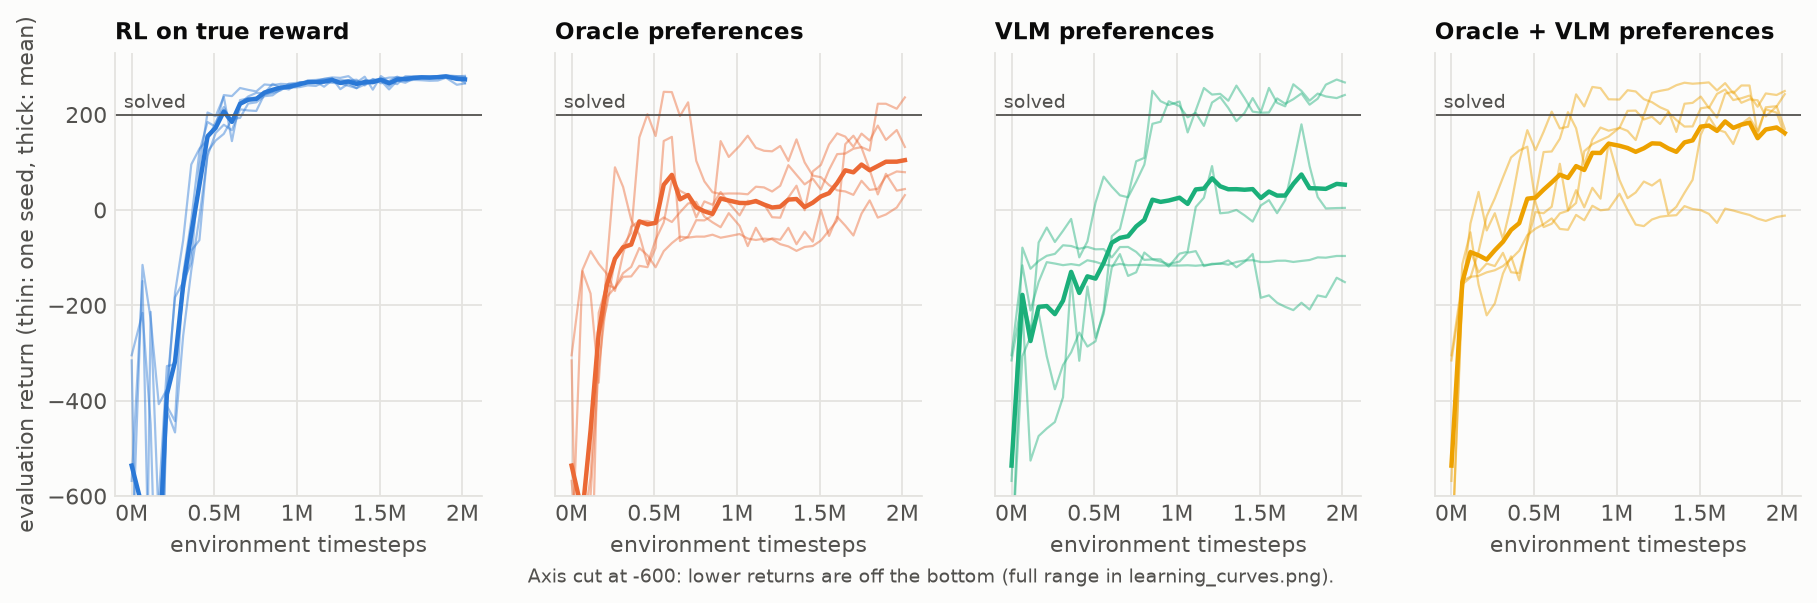 RL on true reward
Oracle preferences
VLM preferences
Oracle + VLM preferences
evaluation return (thin: one seed, thick: mean)
solved
solved
solved
solved
200
0
−200
−400
−600
0M 0.5M 1M 1.5M 2M
0M 0.5M 1M 1.5M 2M
0M 0.5M 1M 1.5M 2M
0M 0.5M 1M 1.5M 2M
environment timesteps
environment timesteps
environment timesteps
environment timesteps
Axis cut at -600: lower returns are off the bottom (full range in learning_curves.png).